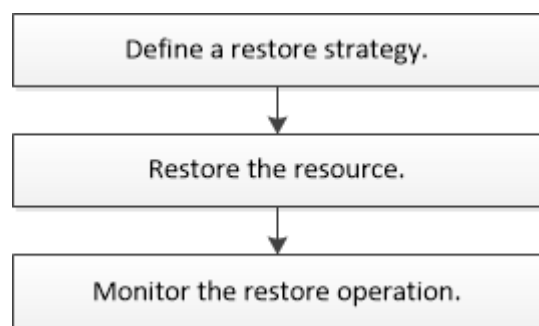 Define a restore strategy.
Restore the resource.
Monitor the restore operation.